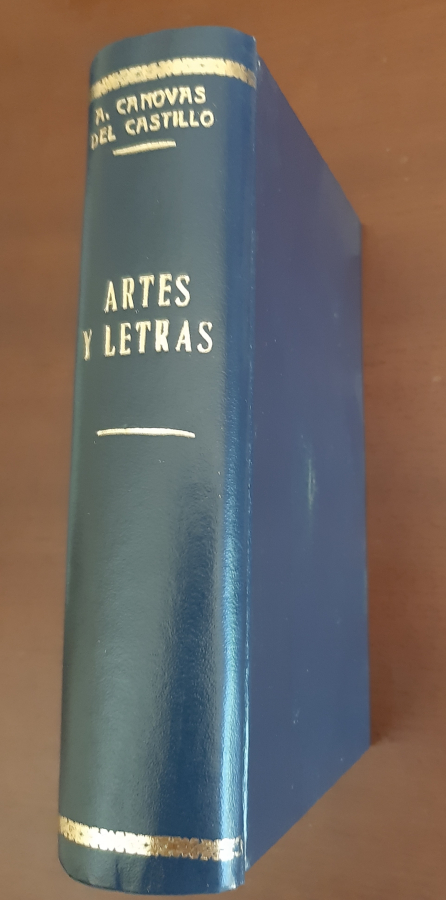 A. CANOVAS
DEL CASTILLO
ARTES
Y LETRAS